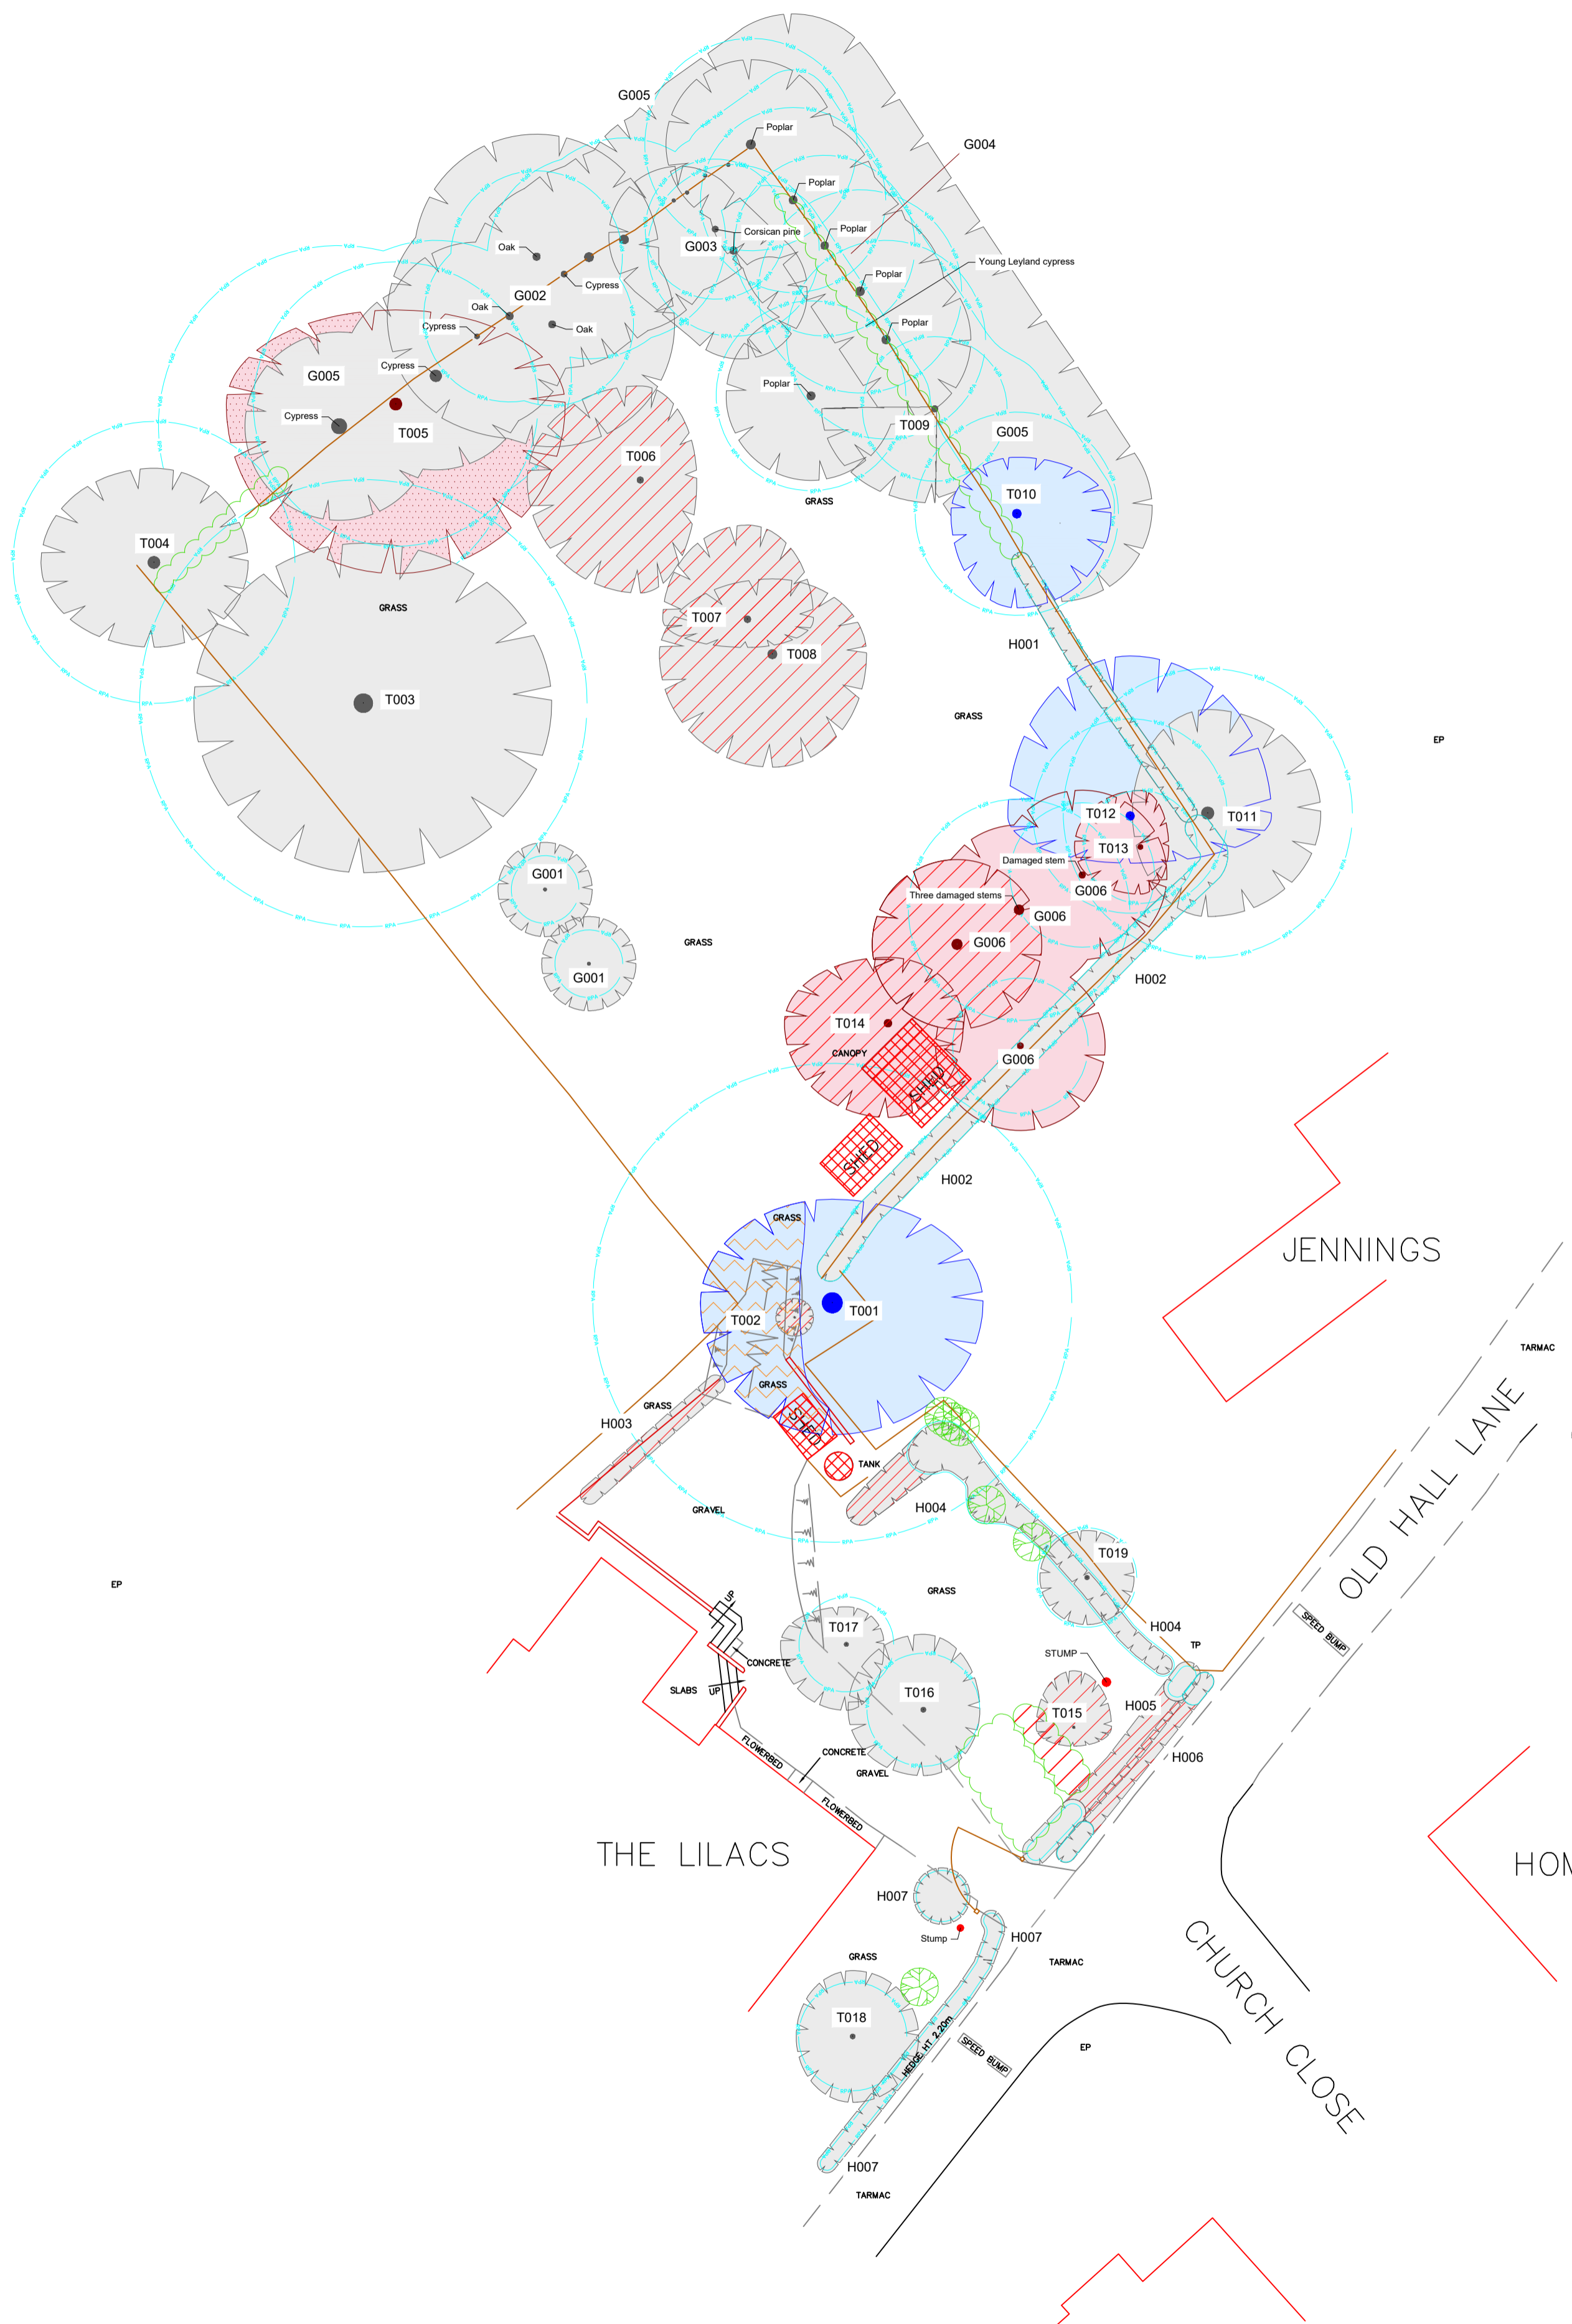 G005
Poplar
G004
Poplar
Poplar
Corsican pine
G003
Oak
Young Leyland cypress
Cypress
Poplar
G002
Oak
Poplar
Oak
Cypress
Cypress
G005
Poplar
Cypress
T005
T009
G005
T006
T010
GRASS
T004
GRASS
T007
H001
T008
T003
GRASS
EP
T012
T011
T013
Damaged stem
G001
G006
Three damaged stems
G006
GRASS
G006
G001
H002
T014
CANOPY
G006
SHED
SHED
H002
GRASS
JENNINGS
T001
T002
TARMAC
GRASS
GRASS
H003
SHED
OLD HALL LANE
TANK
H004
GRAVEL
T019
EP
GRASS
UP
T017
H004
SPEED BUMP
TP
STUMP
CONCRETE
SLABS
UP
T016
H005
T015
FLOWERBED
CONCRETE
H006
GRAVEL
FLOWERBED
THE LILACS
HOM
H007
Stump
H007
GRASS
TARMAC
CHURCH CLOSE
T018
HEDGE HT 2.20m
SPEED BUMP
EP
H007
TARMAC
RPA